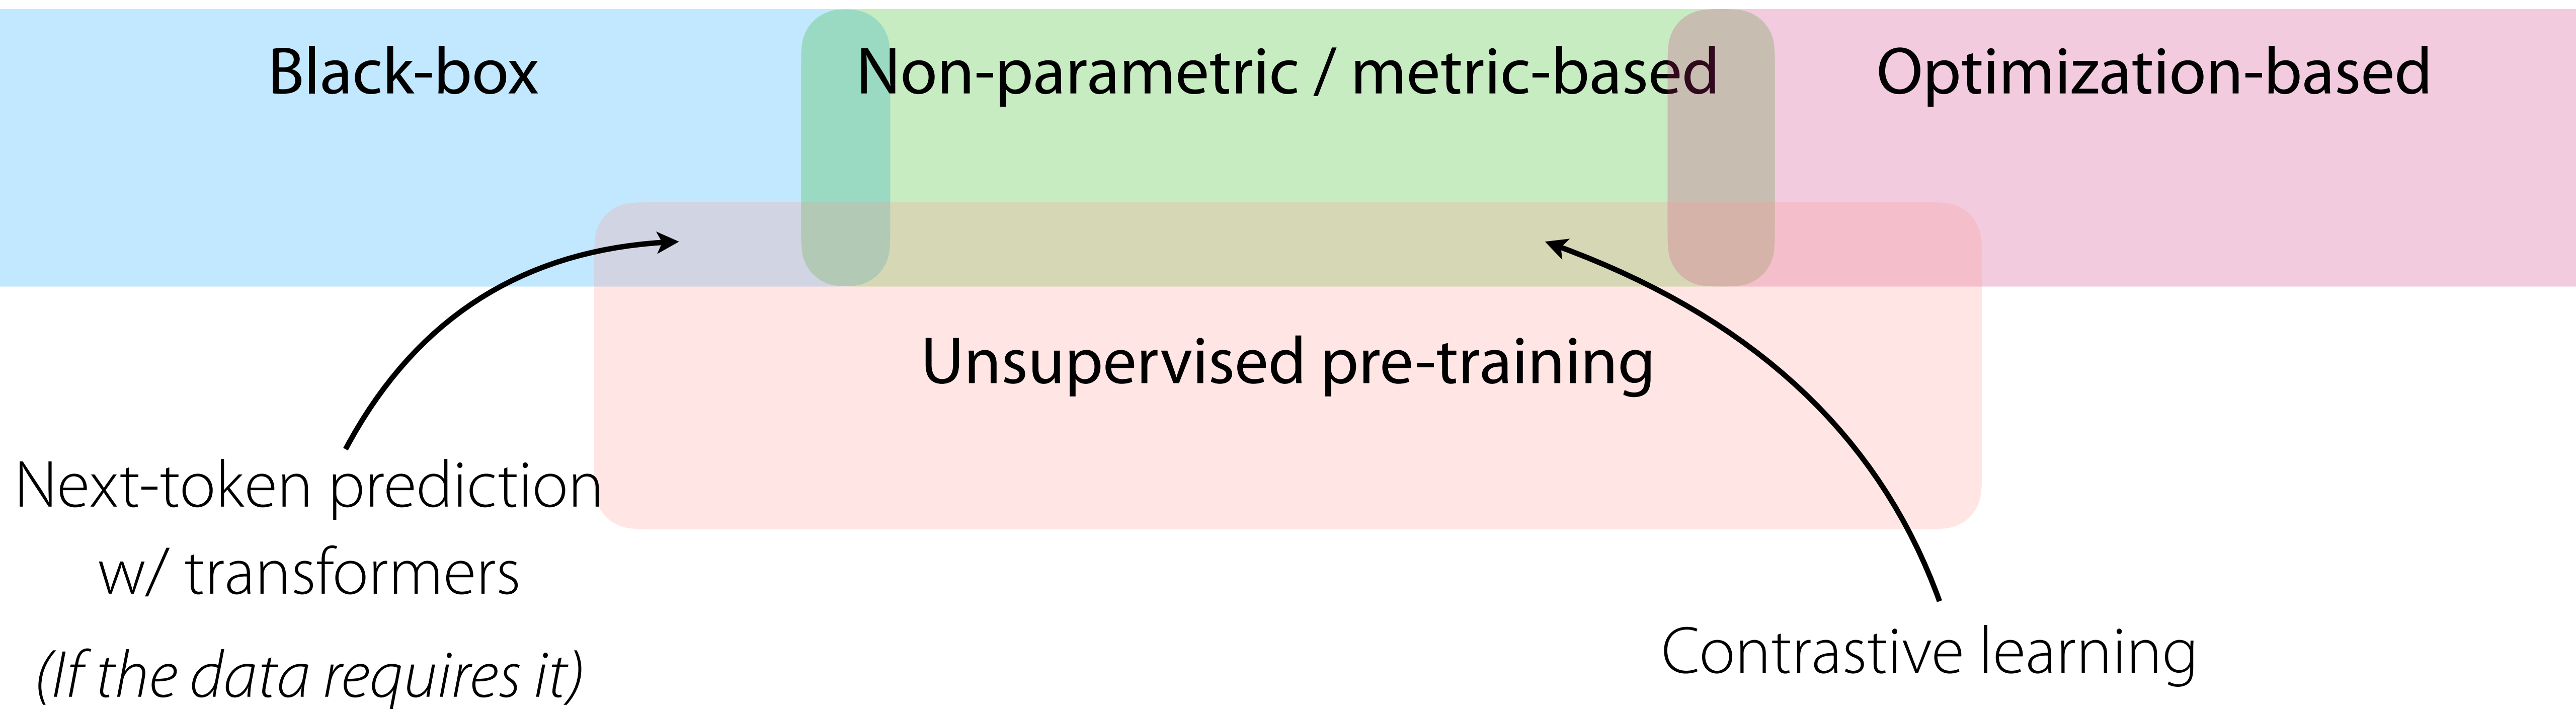 Black-box
Non-parametric / metric-based
Optimization-based
Unsupervised pre-training
Next-token prediction
w/ transformers
(If the data requires it)
Contrastive learning